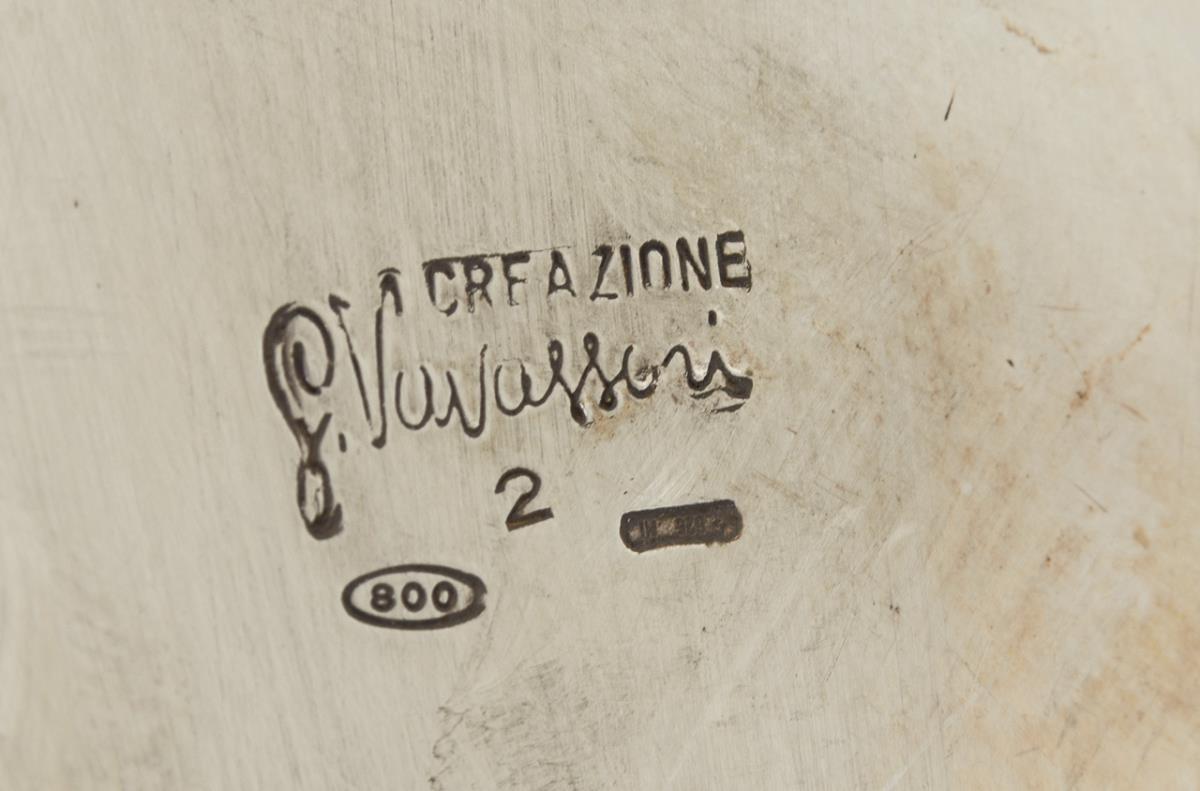 CREAZIONE
G. Vavassori
2
800